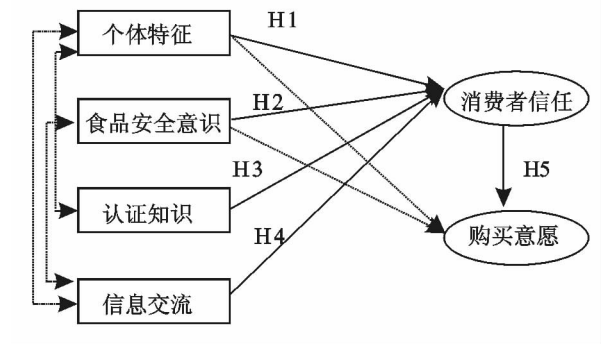 个体特征
H1
食品安全意识
H2
消费者信任
H3
H5
认证知识
H4
购买意愿
信息交流